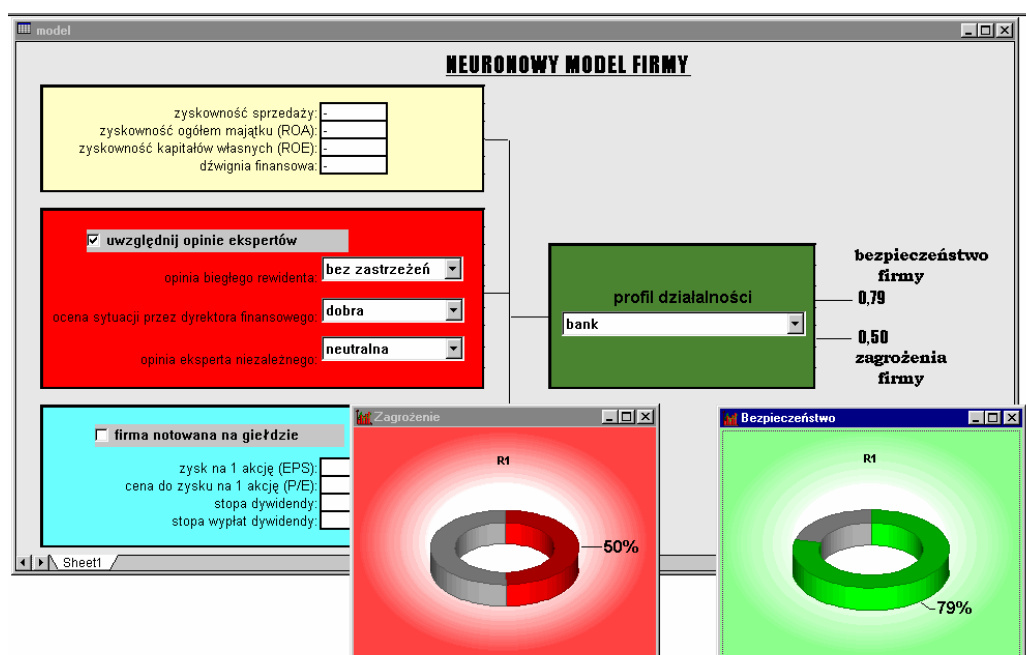 model
NEURONOWY MODEL FIRMY
zyskowność sprzedaży: -
zyskowność ogółem majątku (ROA): -
zyskowność kapitałów własnych (ROE): -
dźwignia finansowa: -
uwzględnij opinie ekspertów
opinia biegłego rewidenta: bez zastrzeżeń
ocena sytuacji przez dyrektora finansowego: dobra
opinia eksperta niezależnego: neutralna
profil działalności
bank
bezpieczeństwo
firmy
0,79
0,50
zagrożenia
firmy
firma notowana na giełdzie
zysk na 1 akcję (EPS):
cena do zysku na 1 akcję (P/E):
stopa dywidendy:
stopa wypłat dywidendy:
Sheet1
Zagrożenie
R1
50%
Bezpieczeństwo
R1
79%